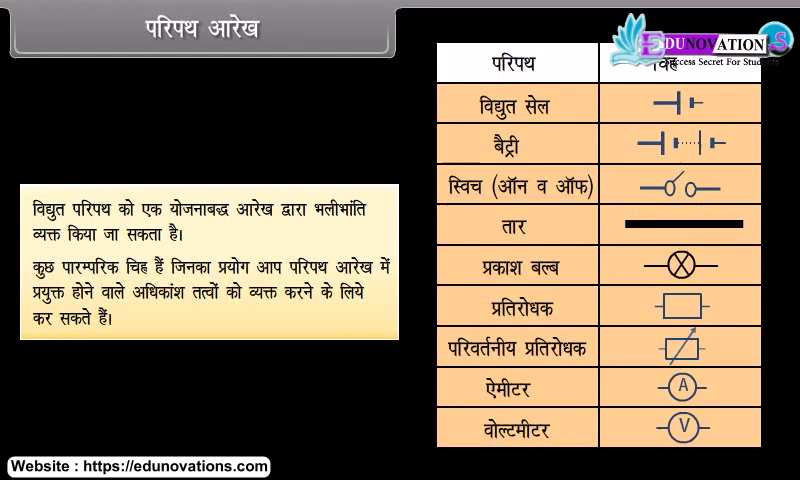 परिपथ आरेख
EDUNOVATIONS
Success Secret For Students
विद्युत परिपथ को एक योजनाबद्ध आरेख द्वारा भलीभांति
व्यक्त किया जा सकता है।
कुछ पारम्परिक चिह्न हैं जिनका प्रयोग आप परिपथ आरेख में
प्रयुक्त होने वाले अधिकांश तत्वों को व्यक्त करने के लिये
कर सकते हैं।
परिपथ
विद्युत सेल
बैट्री
स्विच (ऑन व ऑफ)
तार
प्रकाश बल्ब
प्रतिरोधक
परिवर्तनीय प्रतिरोधक
ऐमीटर A
वोल्टमीटर V
Website : https://edunovations.com